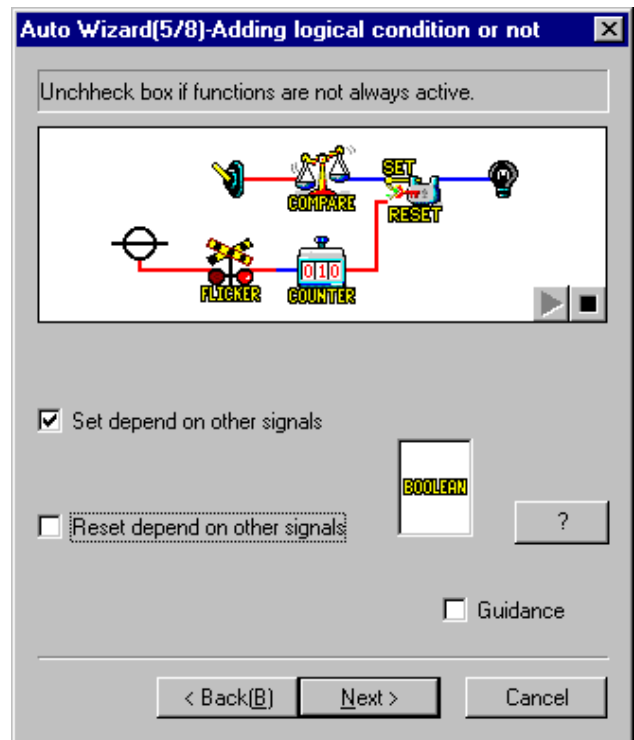 Auto Wizard(5/8)-Adding logical condition or not
Unchheck box if functions are not always active.
COMPARE
SET
RESET
FLICKER
0|1|0
COUNTER
Set depend on other signals
BOOLEAN
Reset depend on other signals
?
Guidance
< Back(B)
Next >
Cancel